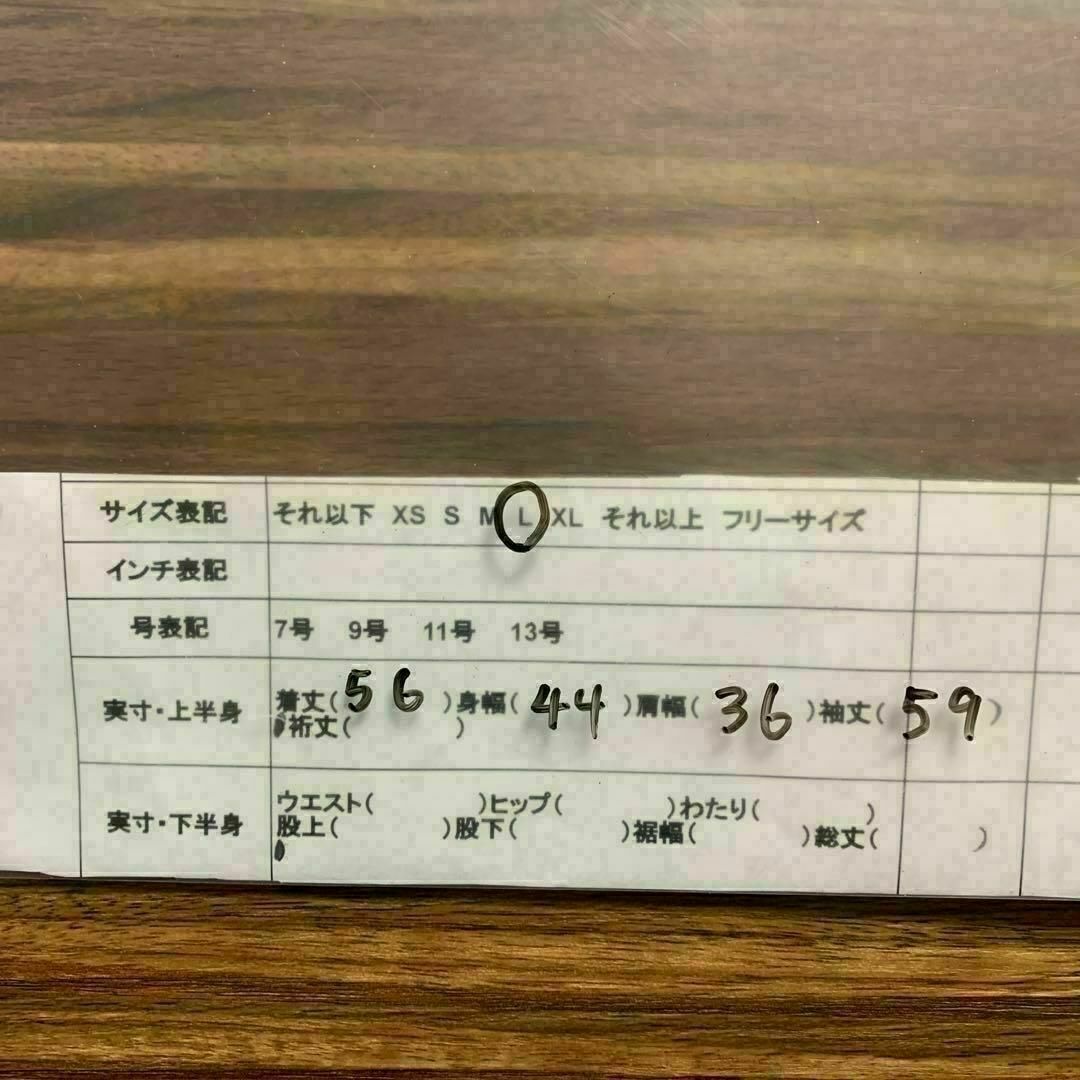 サイズ表記 それ以下 XS S M L XL それ以上 フリーサイズ
インチ表記
号表記 7号 9号 11号 13号
実寸・上半身 着丈(56)身幅(44)肩幅(36)袖丈(59)
裄丈( )
実寸・下半身 ウエスト( )ヒップ( )わたり( )
股上( )股下( )裾幅( )総丈( )